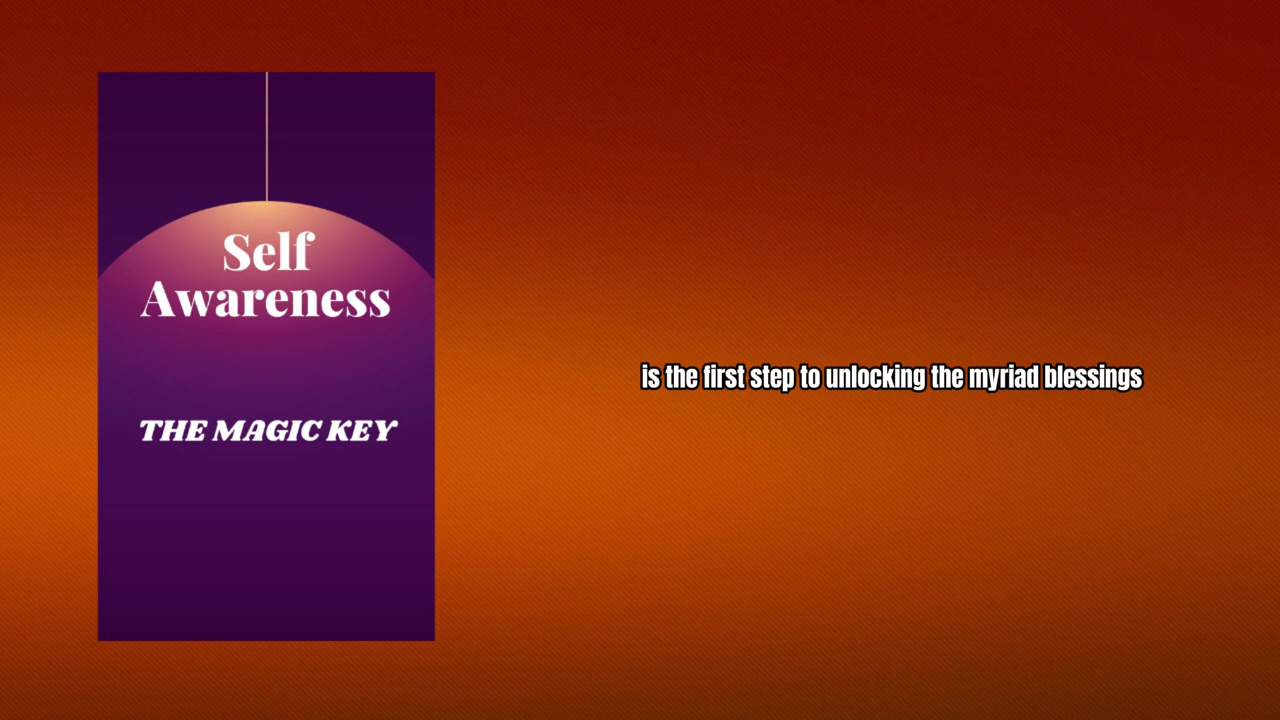 Self
Awareness
THE MAGIC KEY
is the first step to unlocking the myriad blessings